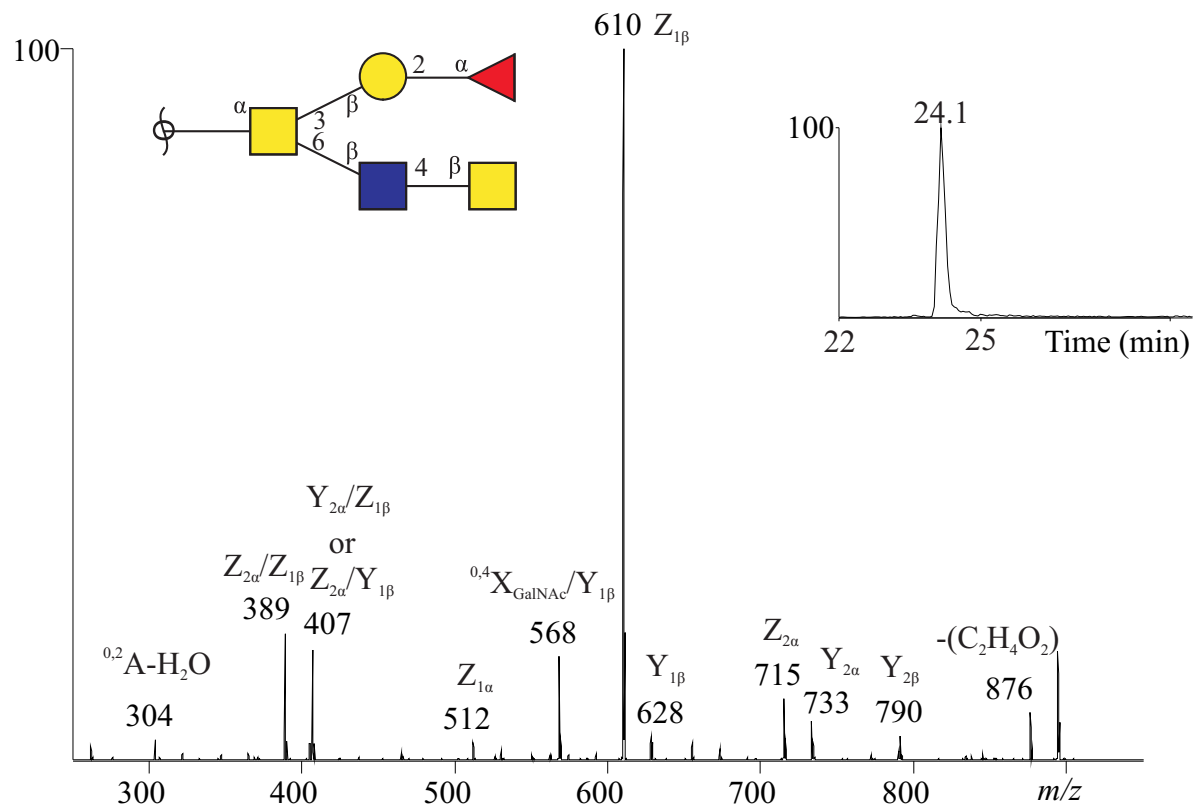 610 Z1β
100
2 α
α
β
3
6
β
4 β
24.1
100
22 25 Time (min)
Y2α/Z1β
or
Z2α/Z1β Z2α/Y1β
389 407
0,4XGalNAc/Y1β
568
0,2A-H2O
304
Z1α
512
Y1β
628
Z2α
715
Y2α
733
Y2β
790
-(C2H4O2)
876
300 400 500 600 700 800 m/z